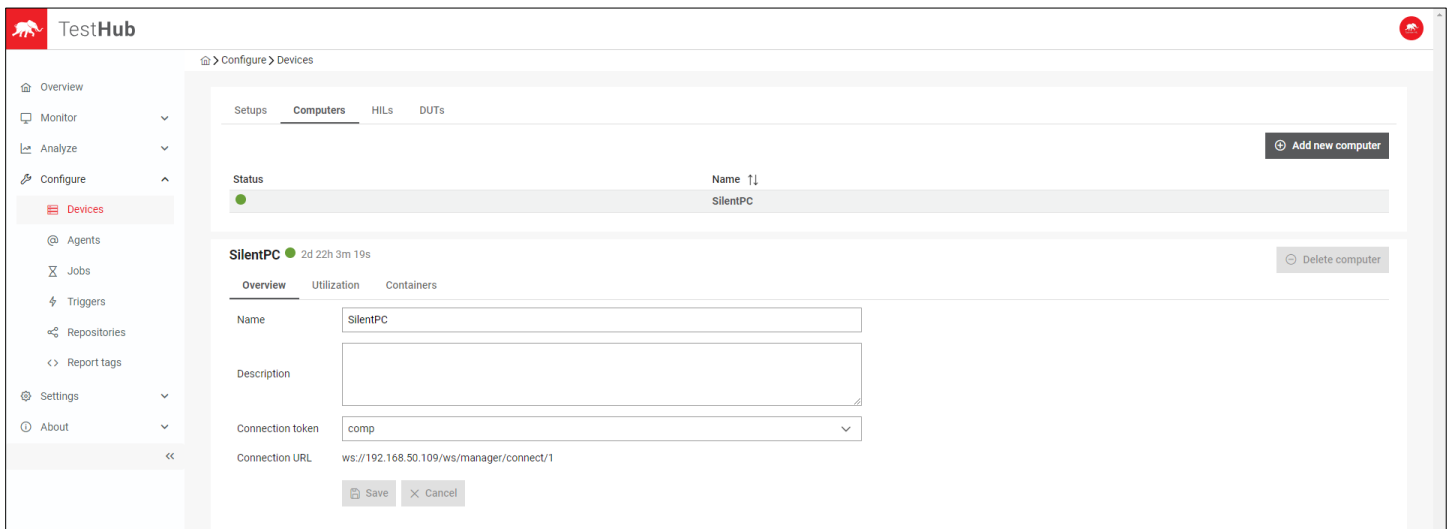 TestHub
Configure Devices
Overview
Monitor
Analyze
Configure
Devices
Agents
Jobs
Triggers
Repositories
Report tags
Settings
About
Setups Computers HILs DUTs
Add new computer
Status Name
SilentPC
SilentPC 2d 22h 3m 19s
Delete computer
Overview Utilization Containers
Name SilentPC
Description
Connection token comp
Connection URL ws://192.168.50.109/ws/manager/connect/1
Save Cancel